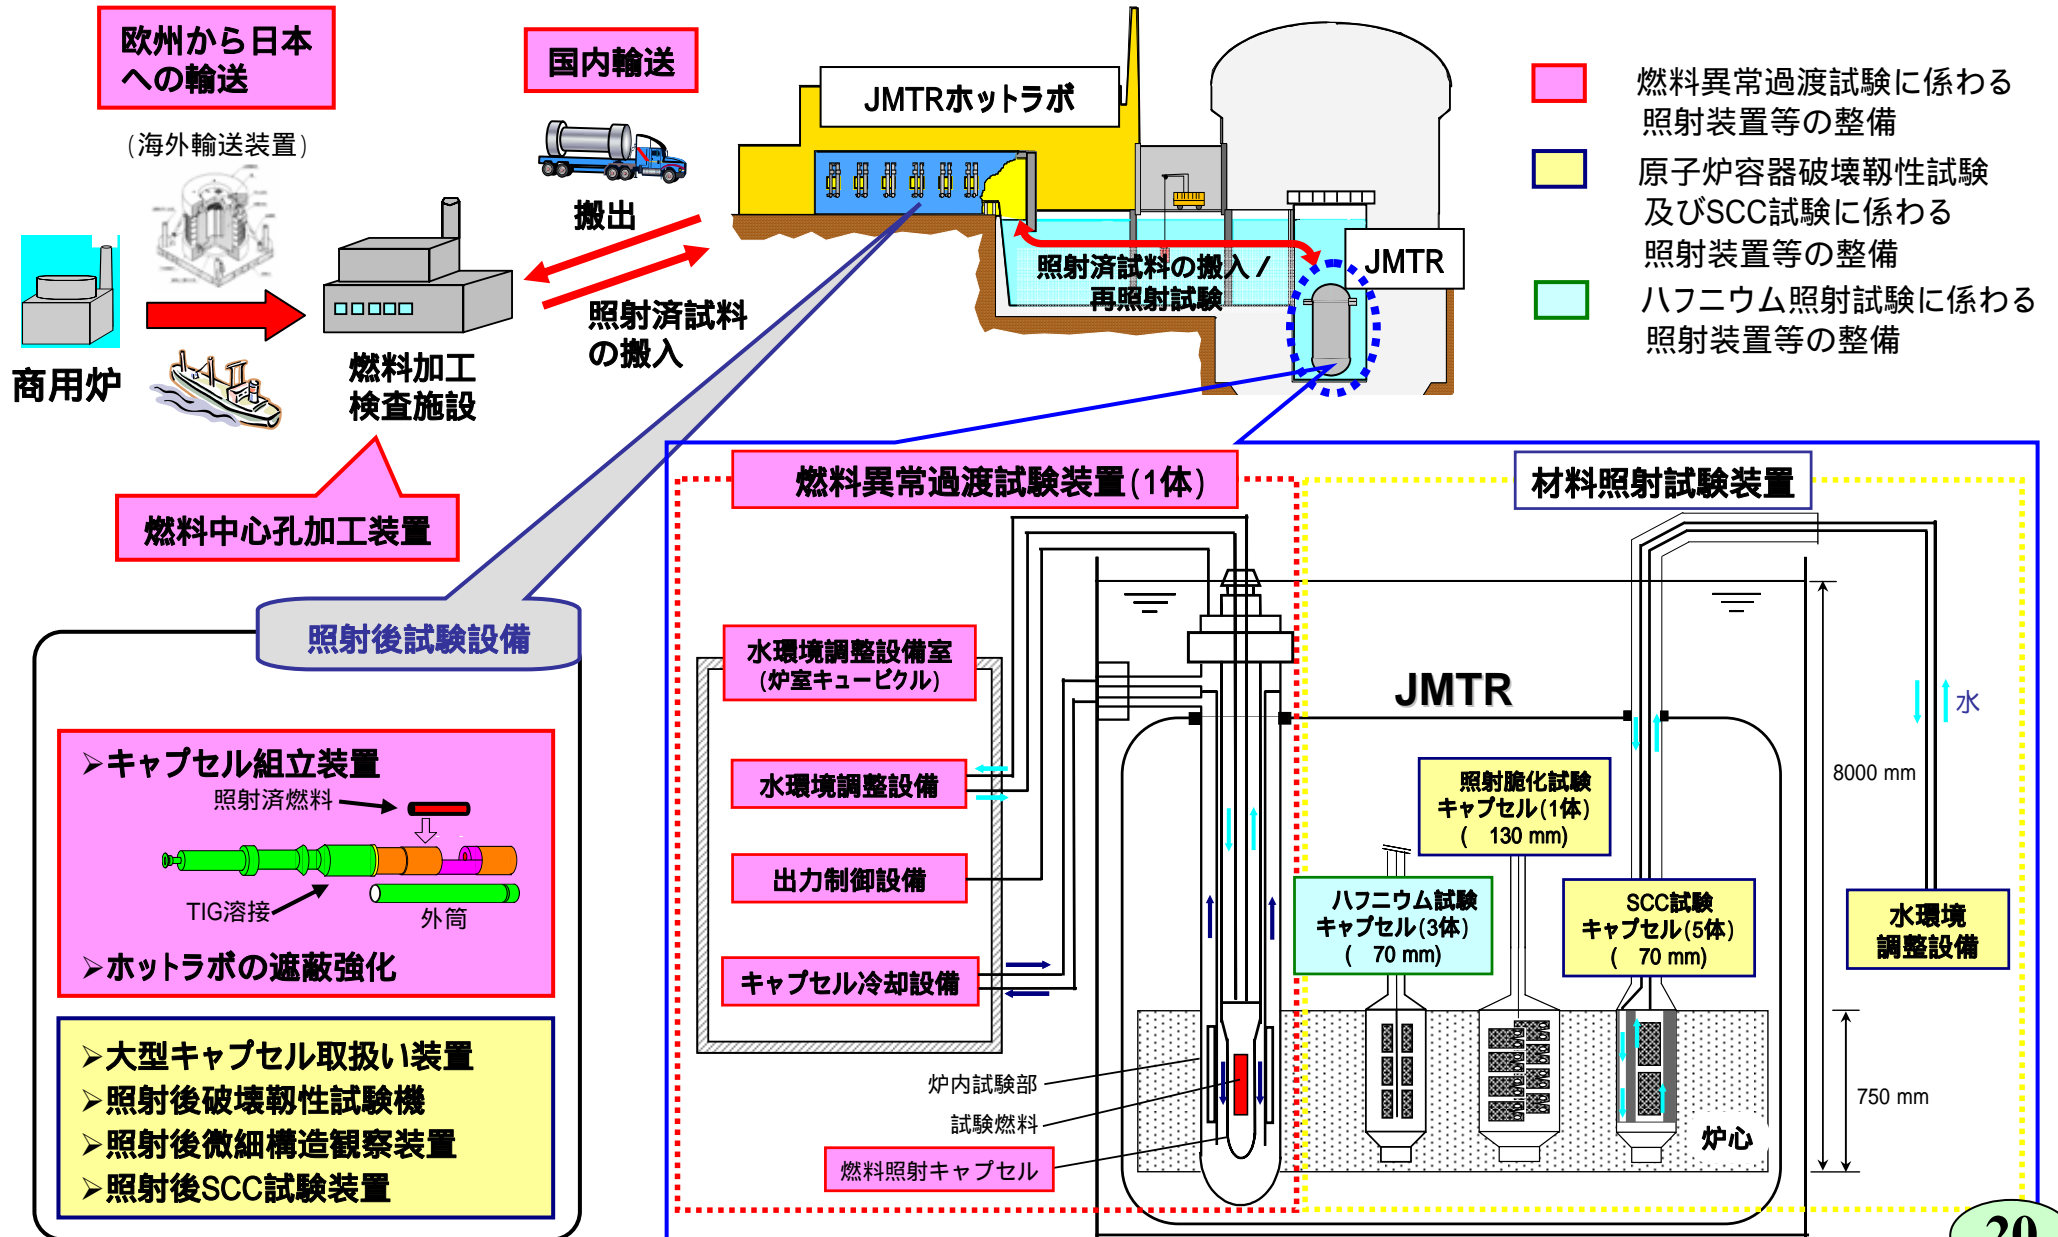 欧州から日本
への輸送
(海外輸送装置)
商用炉
燃料加工
検査施設
燃料中心孔加工装置
国内輸送
搬出
照射済試料
の搬入
JMTRホットラボ
照射済試料の搬入/
再照射試験
JMTR
燃料異常過渡試験に係わる
照射装置等の整備
原子炉容器破壊靱性試験
及びSCC試験に係わる
照射装置等の整備
ハフニウム照射試験に係わる
照射装置等の整備
照射後試験設備
➢キャプセル組立装置
照射済燃料
TIG溶接
外筒
➢ホットラボの遮蔽強化
➢大型キャプセル取扱い装置
➢照射後破壊靱性試験機
➢照射後微細構造観察装置
➢照射後SCC試験装置
燃料異常過渡試験装置(1体)
材料照射試験装置
水環境調整設備室
(炉室キュービクル)
水環境調整設備
出力制御設備
キャプセル冷却設備
炉内試験部
試験燃料
燃料照射キャプセル
JMTR
照射脆化試験
キャプセル(1体)
( 130 mm)
ハフニウム試験
キャプセル(3体)
( 70 mm)
SCC試験
キャプセル(5体)
( 70 mm)
水
8000 mm
水環境
調整設備
750 mm
炉心
20